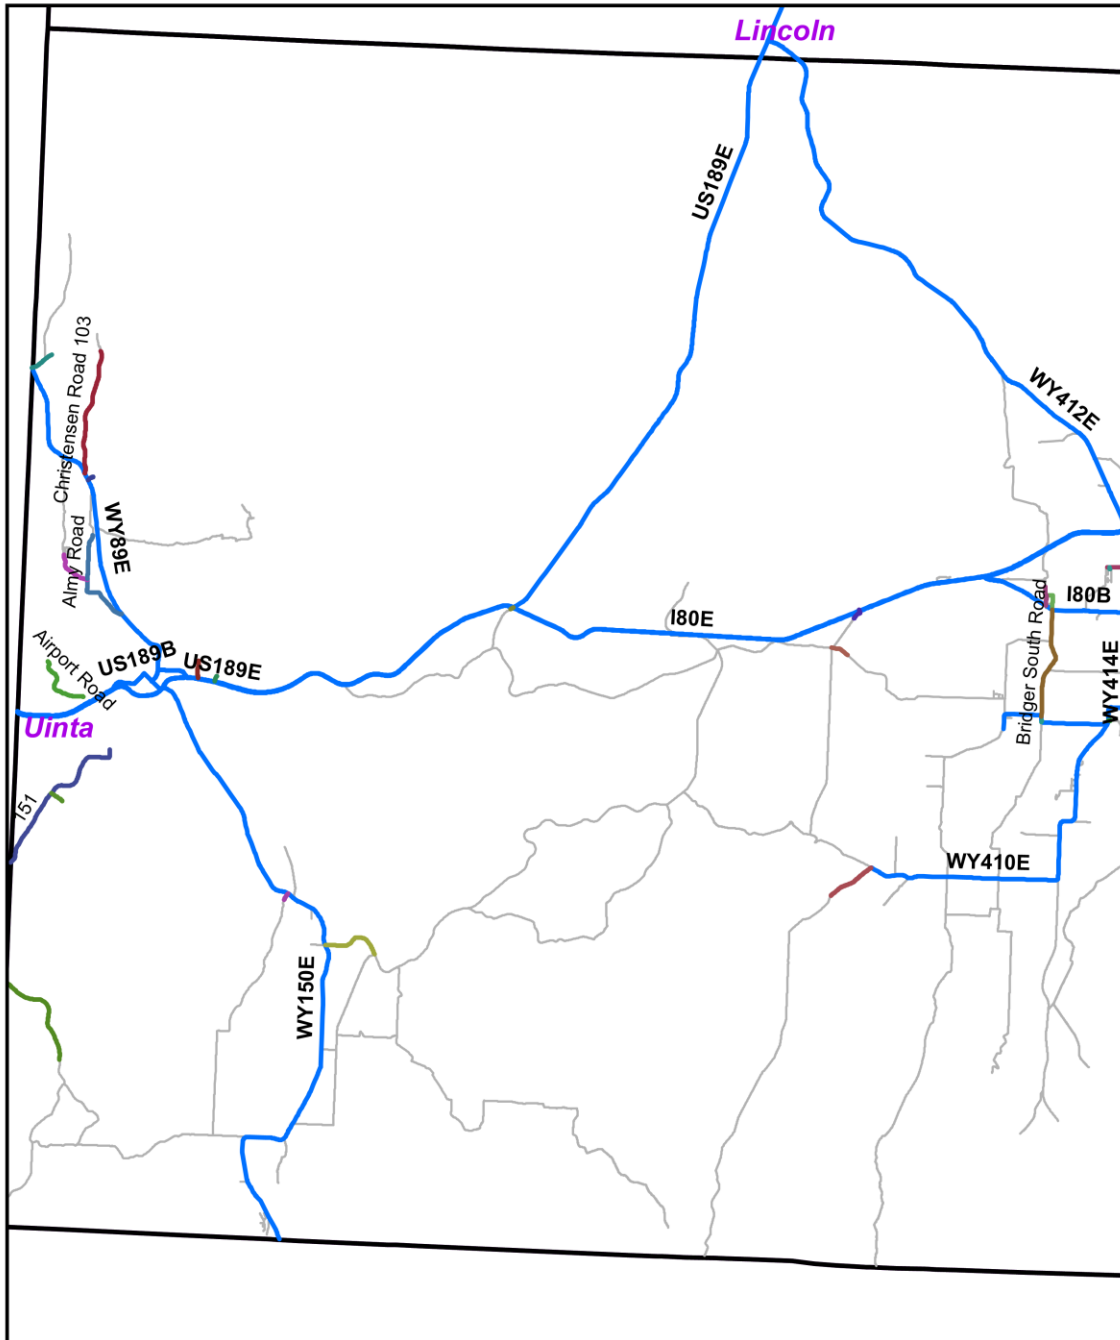 Lincoln
US189E
Christensen Road 103
WY412E
WY89E
Almy Road
I80E
I80B
Bridger South Road
Airport Road
US189B
US189E
WY414E
Uinta
151
WY410E
WY150E